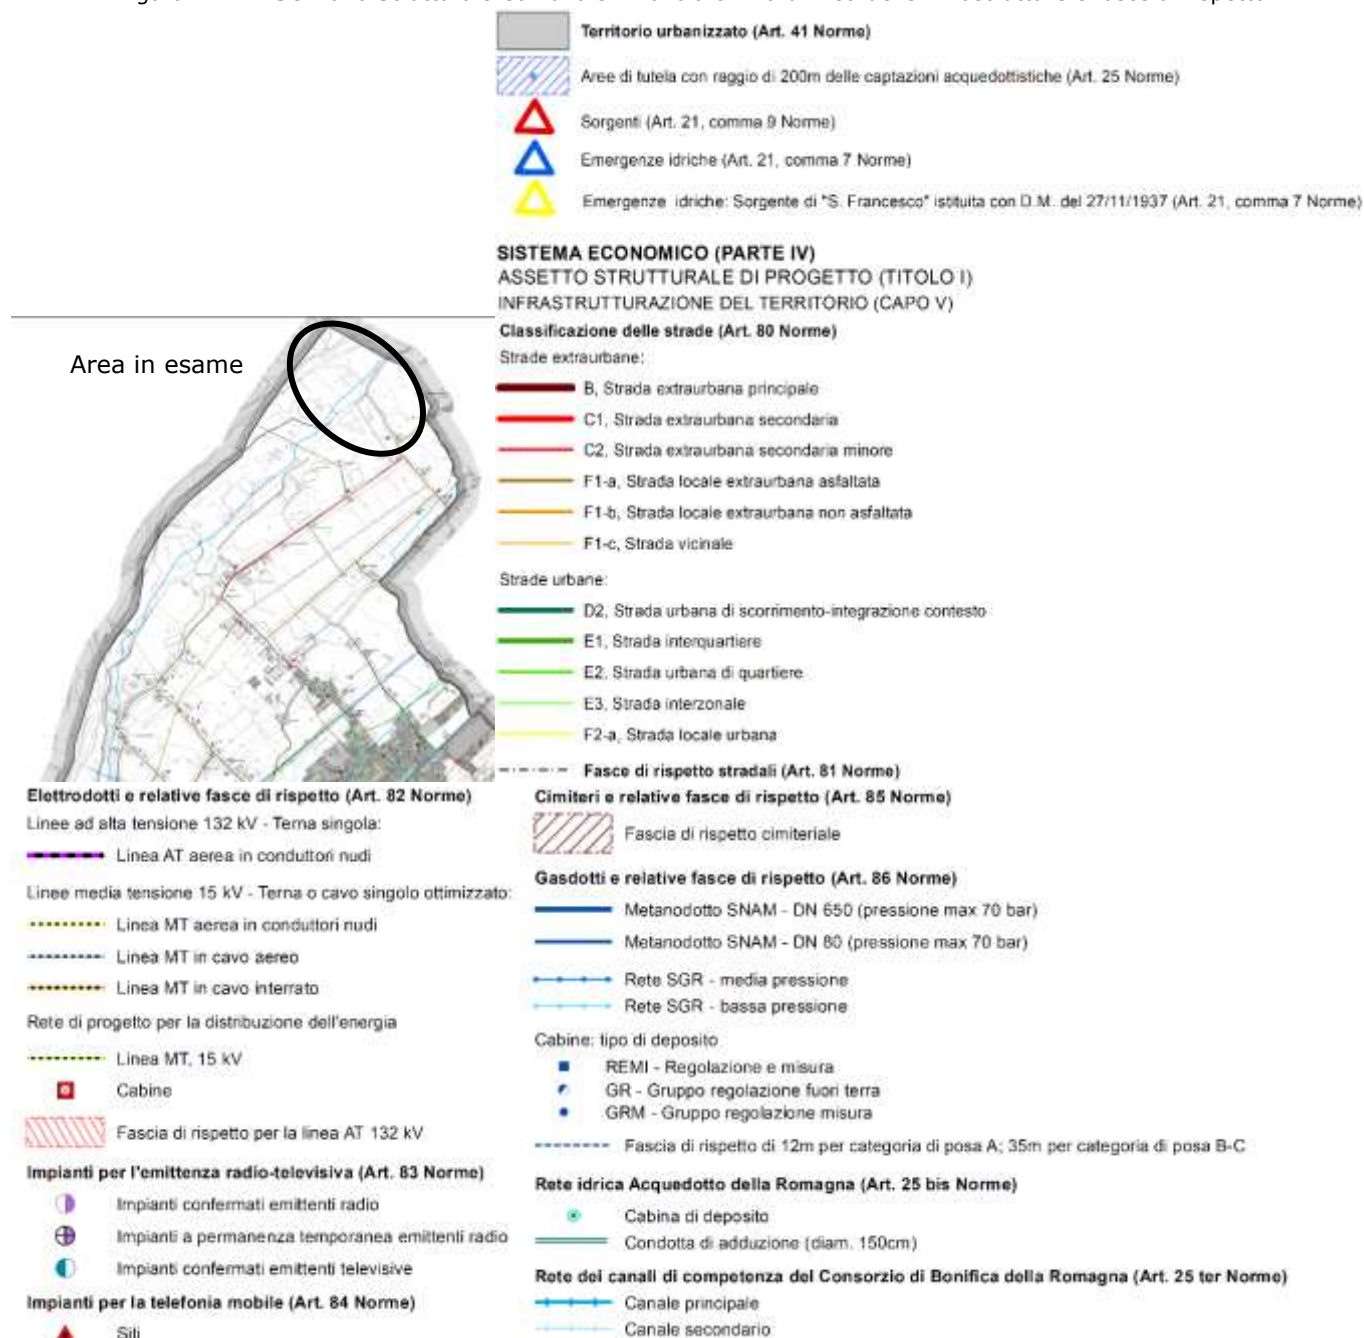 Territorio urbanizzato (Art. 41 Norme)
Aree di tutela con raggio di 200m delle captazioni acquedottistiche (Art. 25 Norme)
Sorgenti (Art. 21, comma 9 Norme)
Emergenze idriche (Art. 21, comma 7 Norme)
Emergenze idriche: Sorgente di "S. Francesco" istituita con D.M. del 27/11/1937 (Art. 21, comma 7 Norme)
SISTEMA ECONOMICO (PARTE IV)
ASSETTO STRUTTURALE DI PROGETTO (TITOLO I)
INFRASTRUTTURAZIONE DEL TERRITORIO (CAPO V)
Classificazione delle strade (Art. 80 Norme)
Strade extraurbane:
Area in esame
B, Strada extraurbana principale
C1, Strada extraurbana secondaria
C2, Strada extraurbana secondaria minore
F1-a, Strada locale extraurbana asfaltata
F1-b, Strada locale extraurbana non asfaltata
F1-c, Strada vicinale
Strade urbane:
D2, Strada urbana di scorrimento-integrazione contesto
E1, Strada interquartiere
E2, Strada urbana di quartiere
E3, Strada interzonale
F2-a, Strada locale urbana
Fasce di rispetto stradali (Art. 81 Norme)
Elettrodotti e relative fasce di rispetto (Art. 82 Norme)
Linee ad alta tensione 132 kV - Terna singola:
Linea AT aerea in conduttori nudi
Linee media tensione 15 kV - Terna o cavo singolo ottimizzato:
Linea MT aerea in conduttori nudi
Linea MT in cavo aereo
Linea MT in cavo interrato
Rete di progetto per la distribuzione dell'energia
Linea MT, 15 kV
Cabine
Fascia di rispetto per la linea AT 132 kV
Impianti per l'emittenza radio-televisiva (Art. 83 Norme)
Impianti confermati emittenti radio
Impianti a permanenza temporanea emittenti radio
Impianti confermati emittenti televisive
Impianti per la telefonia mobile (Art. 84 Norme)
Siti
Cimiteri e relative fasce di rispetto (Art. 85 Norme)
Fascia di rispetto cimiteriale
Gasdotti e relative fasce di rispetto (Art. 86 Norme)
Metanodotto SNAM - DN 650 (pressione max 70 bar)
Metanodotto SNAM - DN 80 (pressione max 70 bar)
Rete SGR - media pressione
Rete SGR - bassa pressione
Cabine: tipo di deposito
REMI - Regolazione e misura
GR - Gruppo regolazione fuori terra
GRM - Gruppo regolazione misura
Fascia di rispetto di 12m per categoria di posa A; 35m per categoria di posa B-C
Rete idrica Acquedotto della Romagna (Art. 25 bis Norme)
Cabina di deposito
Condotta di adduzione (diam. 150cm)
Rete dei canali di competenza del Consorzio di Bonifica della Romagna (Art. 25 ter Norme)
Canale principale
Canale secondario